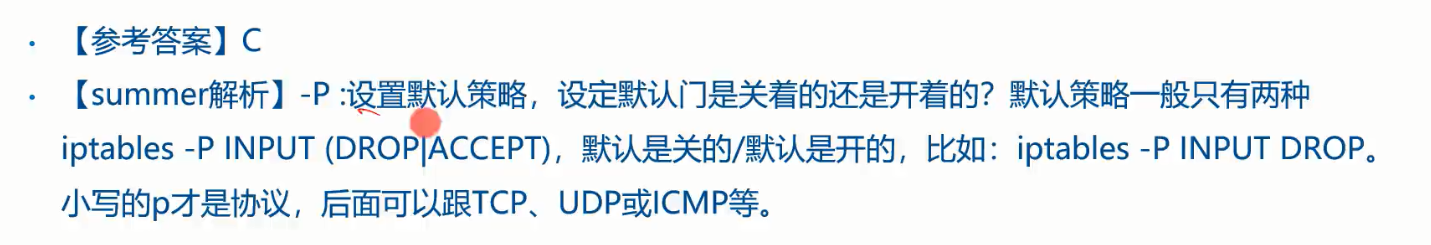 • 【参考答案】C
• 【summer解析】-P :设置默认策略，设定默认门是关着的还是开着的？默认策略一般只有两种
iptables -P INPUT (DROP|ACCEPT)，默认是关的/默认是开的，比如：iptables -P INPUT DROP。
小写的p才是协议，后面可以跟TCP、UDP或ICMP等。